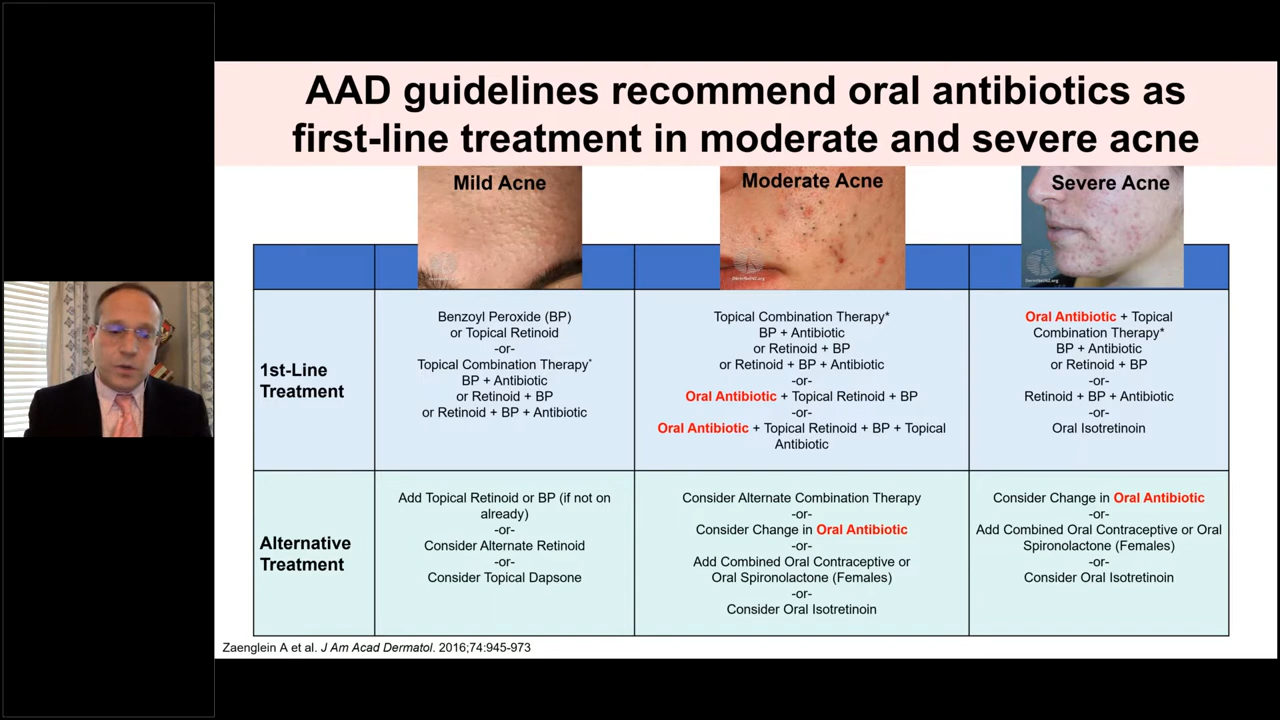 AAD guidelines recommend oral antibiotics as
first-line treatment in moderate and severe acne
Mild Acne
Moderate Acne
Severe Acne
1st-Line
Treatment
Benzoyl Peroxide (BP)
or Topical Retinoid
-or-
Topical Combination Therapy*
BP + Antibiotic
or Retinoid + BP
or Retinoid + BP + Antibiotic
Topical Combination Therapy*
BP + Antibiotic
or Retinoid + BP
or Retinoid + BP + Antibiotic
-or-
Oral Antibiotic + Topical Retinoid + BP
-or-
Oral Antibiotic + Topical Retinoid + BP + Topical
Antibiotic
Oral Antibiotic + Topical
Combination Therapy*
BP + Antibiotic
or Retinoid + BP
-or-
Retinoid + BP + Antibiotic
-or-
Oral Isotretinoin
Alternative
Treatment
Add Topical Retinoid or BP (if not on
already)
-or-
Consider Alternate Retinoid
-or-
Consider Topical Dapsone
Consider Alternate Combination Therapy
-or-
Consider Change in Oral Antibiotic
-or-
Add Combined Oral Contraceptive or
Oral Spironolactone (Females)
-or-
Consider Oral Isotretinoin
Consider Change in Oral Antibiotic
-or-
Add Combined Oral Contraceptive or Oral
Spironolactone (Females)
-or-
Consider Oral Isotretinoin
Zaenglein A et al. J Am Acad Dermatol. 2016;74:945-973